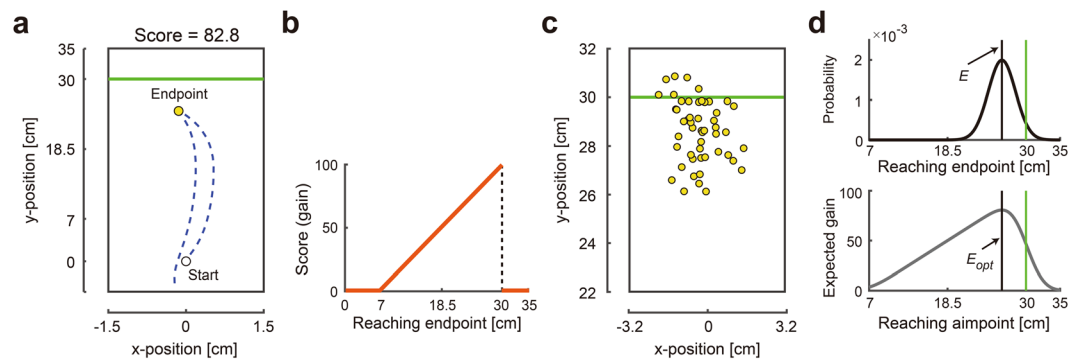 a
Score = 82.8
35
30
18.5
7
0
y-position [cm]
Endpoint
Start
-1.5
0
1.5
x-position [cm]
b
100
50
0
Score (gain)
0
7
18.5
30
35
Reaching endpoint [cm]
c
32
30
28
26
24
22
y-position [cm]
-3.2
0
3.2
x-position [cm]
d
×10⁻³
2
1
0
Probability
E
7
18.5
30
35
Reaching endpoint [cm]
100
50
0
Expected gain
Eopt
7
18.5
30
35
Reaching aimpoint [cm]